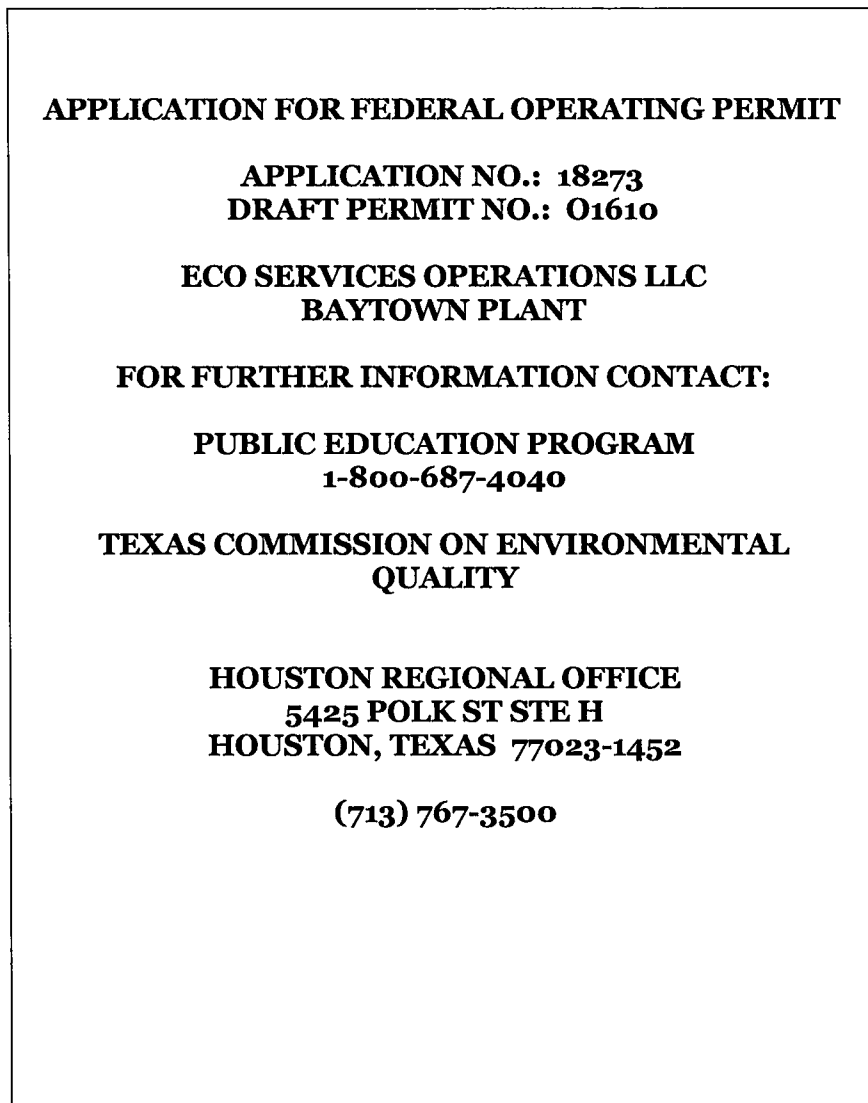 APPLICATION FOR FEDERAL OPERATING PERMIT
APPLICATION NO.: 18273
DRAFT PERMIT NO.: O1610
ECO SERVICES OPERATIONS LLC
BAYTOWN PLANT
FOR FURTHER INFORMATION CONTACT:
PUBLIC EDUCATION PROGRAM
1-800-687-4040
TEXAS COMMISSION ON ENVIRONMENTAL
QUALITY
HOUSTON REGIONAL OFFICE
5425 POLK ST STE H
HOUSTON, TEXAS 77023-1452
(713) 767-3500